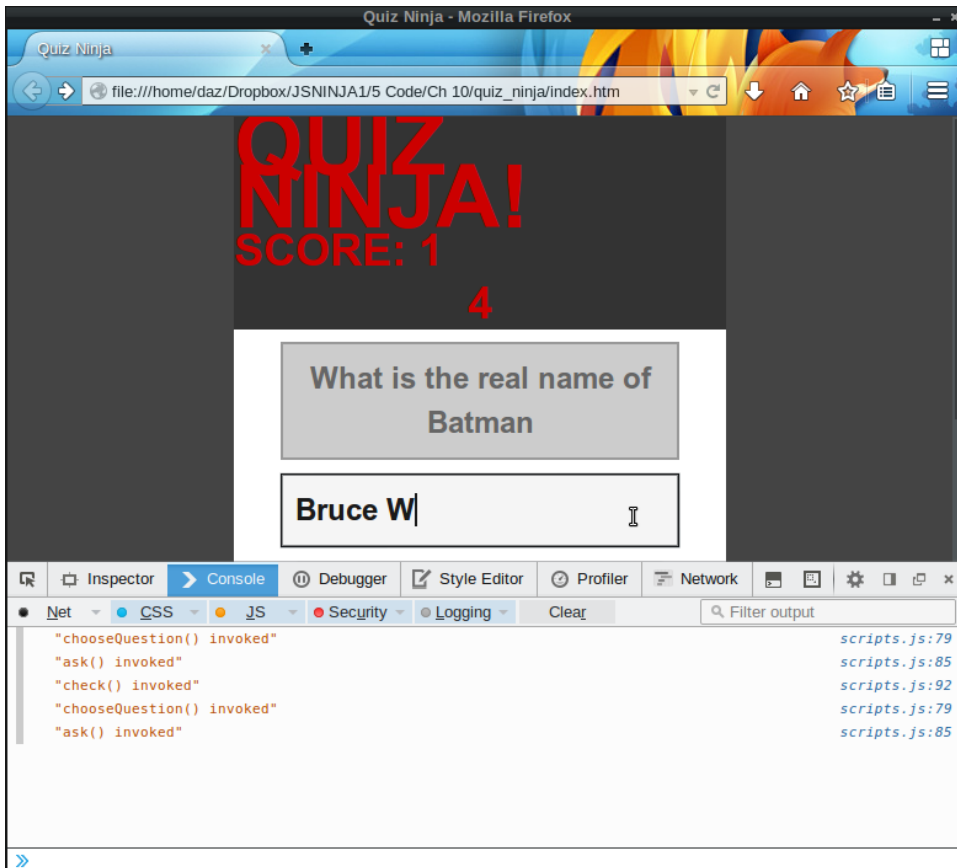 Quiz Ninja - Mozilla Firefox
Quiz Ninja
file:///home/daz/Dropbox/JSNINJA1/5 Code/Ch 10/quiz_ninja/index.htm
QUIZ
NINJA!
SCORE: 1
4
What is the real name of
Batman
Bruce W
Inspector Console Debugger Style Editor Profiler Network
Net CSS JS Security Logging Clear Filter output
"chooseQuestion() invoked" scripts.js:79
"ask() invoked" scripts.js:85
"check() invoked" scripts.js:92
"chooseQuestion() invoked" scripts.js:79
"ask() invoked" scripts.js:85